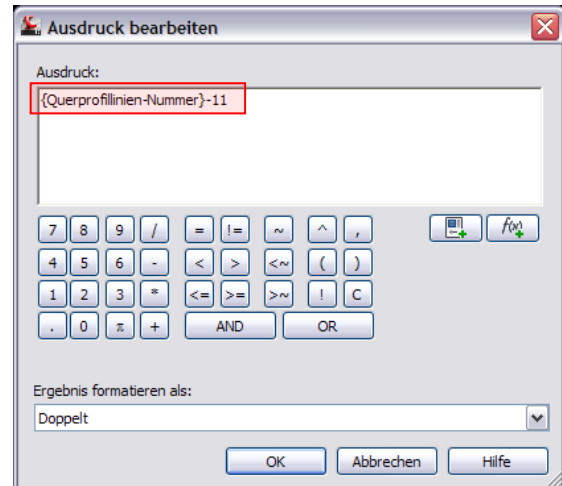 Ausdruck bearbeiten
Ausdruck:
{Querprofillinien-Nummer}-11
7 8 9 / = != ~ ^ , f(x)
4 5 6 - < > <~ ( )
1 2 3 * <= >= >~ ! C
. 0 π + AND OR
Ergebnis formatieren als:
Doppelt
OK Abbrechen Hilfe